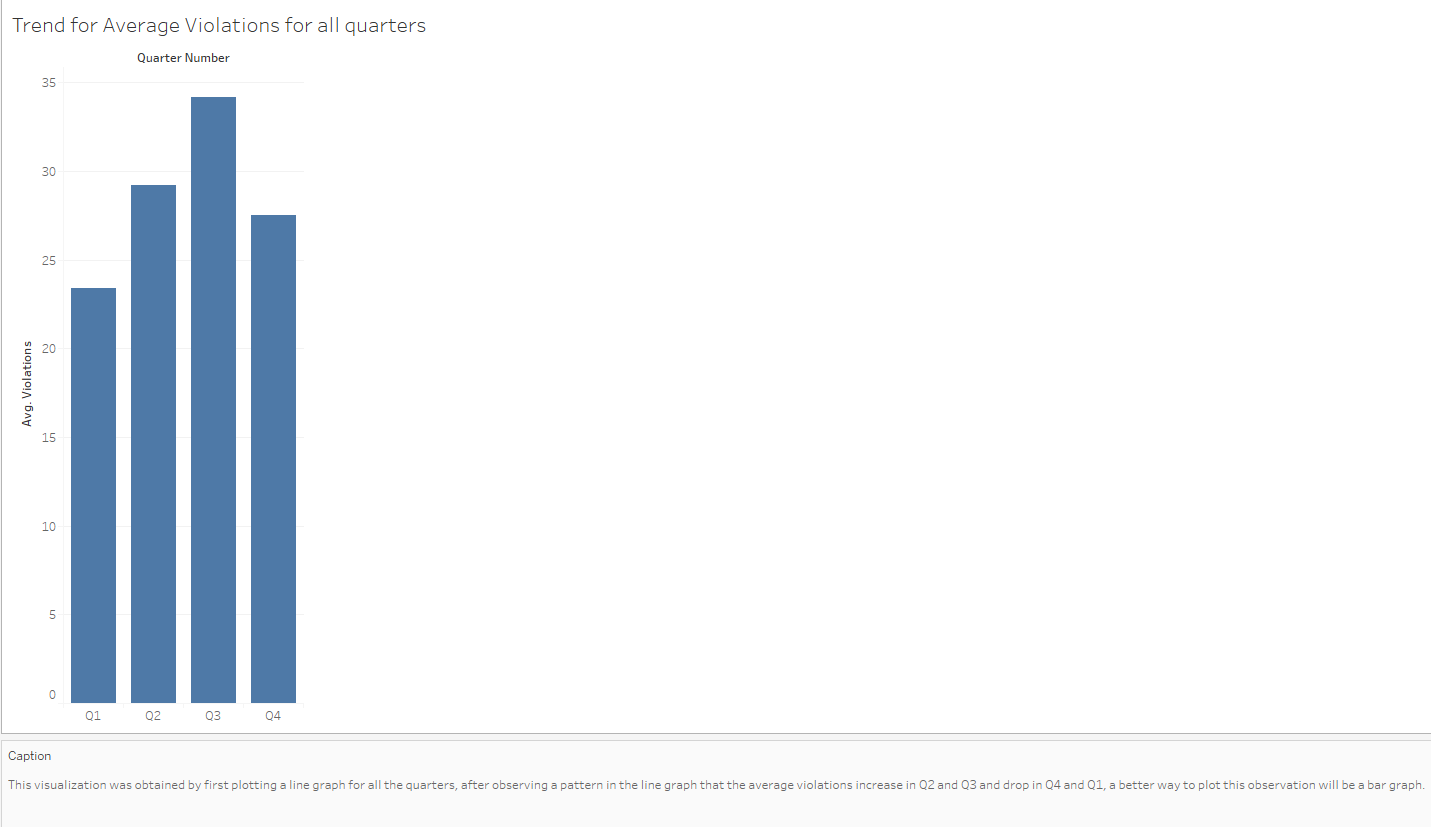 Trend for Average Violations for all quarters
Quarter Number
35
30
25
20
15
10
5
0
Avg. Violations
Q1 Q2 Q3 Q4
Caption
This visualization was obtained by first plotting a line graph for all the quarters, after observing a pattern in the line graph that the average violations increase in Q2 and Q3 and drop in Q4 and Q1, a better way to plot this observation will be a bar graph.